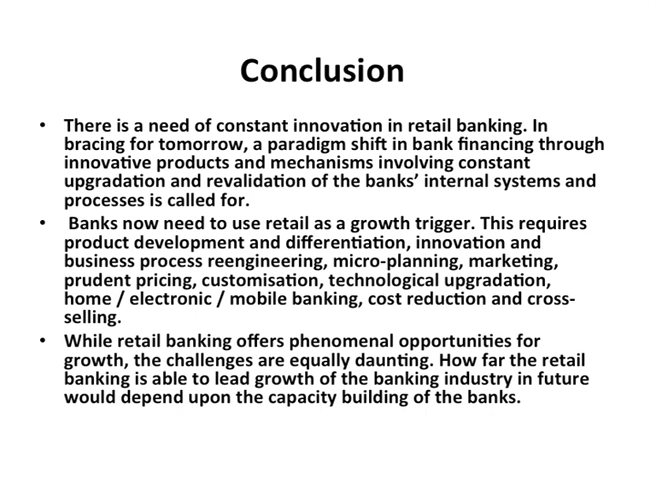 Conclusion
• There is a need of constant innovation in retail banking. In
bracing for tomorrow, a paradigm shift in bank financing through
innovative products and mechanisms involving constant
upgradation and revalidation of the banks’ internal systems and
processes is called for.
• Banks now need to use retail as a growth trigger. This requires
product development and differentiation, innovation and
business process reengineering, micro-planning, marketing,
prudent pricing, customisation, technological upgradation,
home / electronic / mobile banking, cost reduction and cross-
selling.
• While retail banking offers phenomenal opportunities for
growth, the challenges are equally daunting. How far the retail
banking is able to lead growth of the banking industry in future
would depend upon the capacity building of the banks.